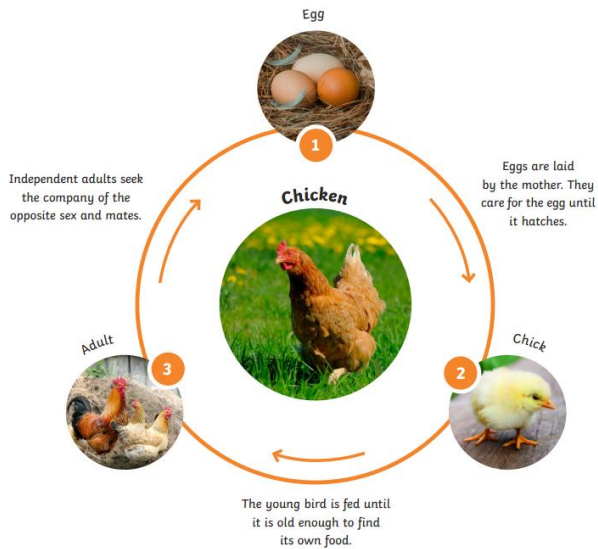 Egg
1
Eggs are laid
by the mother. They
care for the egg until
it hatches.
Independent adults seek
the company of the
opposite sex and mates.
Chicken
Chick
2
Adult
3
The young bird is fed until
it is old enough to find
its own food.